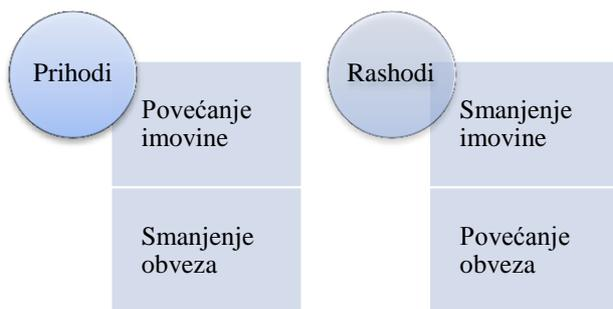 Prihodi
Povećanje
imovine
Smanjenje
obveza
Rashodi
Smanjenje
imovine
Povećanje
obveza